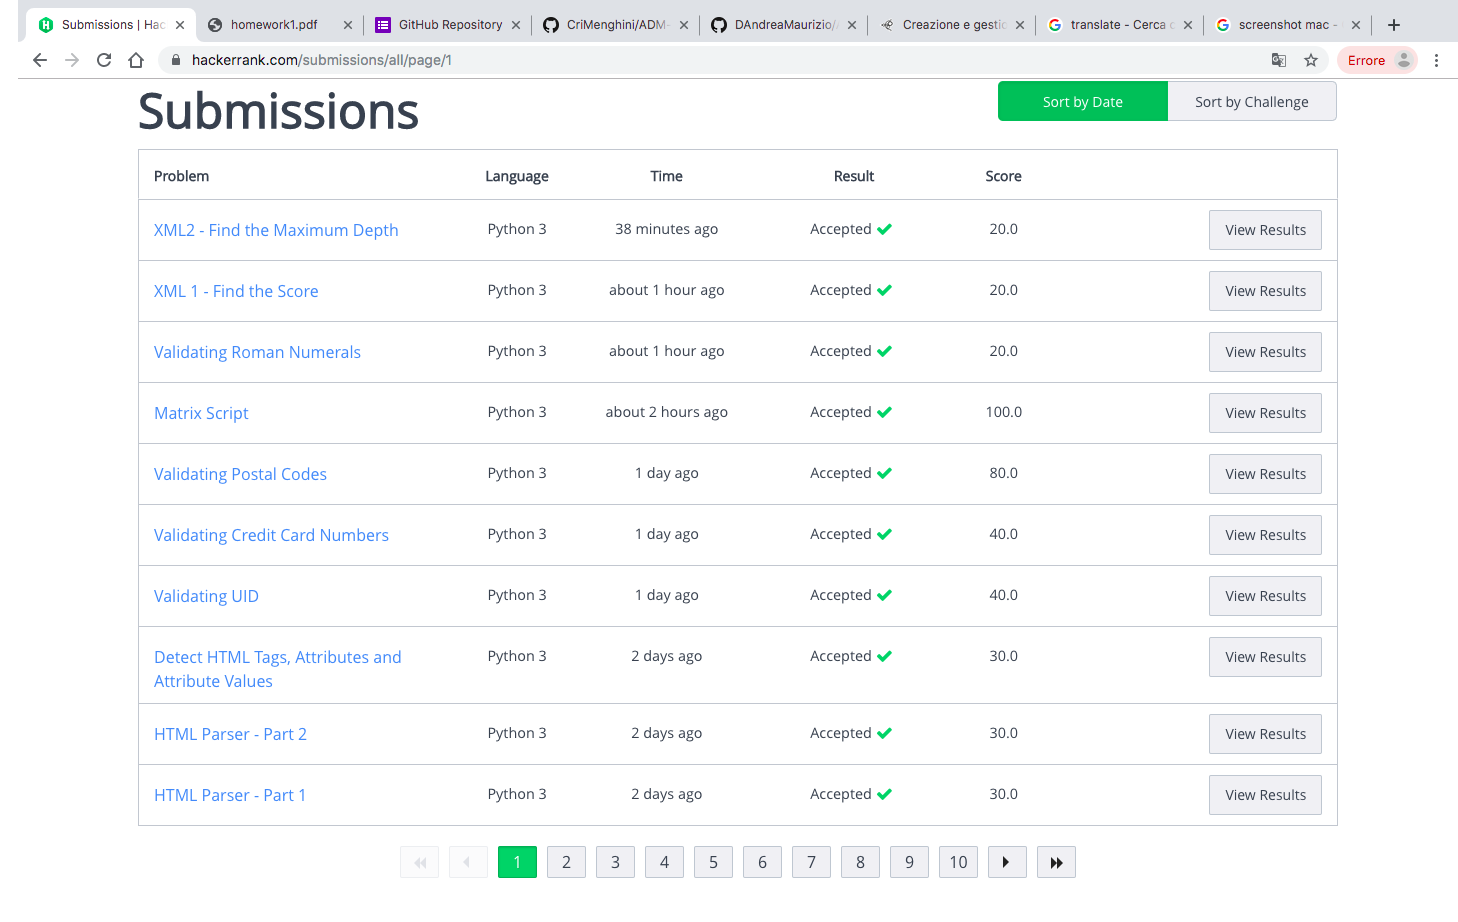 Submissions | Hac
homework1.pdf
GitHub Repository
CriMenghini/ADM-
DAndreaMaurizio/
Creazione e gestio
translate - Cerca c
screenshot mac -
hackerrank.com/submissions/all/page/1
Errore
Submissions
Sort by Date Sort by Challenge
Problem Language Time Result Score
XML2 - Find the Maximum Depth Python 3 38 minutes ago Accepted 20.0 View Results
XML 1 - Find the Score Python 3 about 1 hour ago Accepted 20.0 View Results
Validating Roman Numerals Python 3 about 1 hour ago Accepted 20.0 View Results
Matrix Script Python 3 about 2 hours ago Accepted 100.0 View Results
Validating Postal Codes Python 3 1 day ago Accepted 80.0 View Results
Validating Credit Card Numbers Python 3 1 day ago Accepted 40.0 View Results
Validating UID Python 3 1 day ago Accepted 40.0 View Results
Detect HTML Tags, Attributes and Python 3 2 days ago Accepted 30.0 View Results
Attribute Values
HTML Parser - Part 2 Python 3 2 days ago Accepted 30.0 View Results
HTML Parser - Part 1 Python 3 2 days ago Accepted 30.0 View Results
1 2 3 4 5 6 7 8 9 10